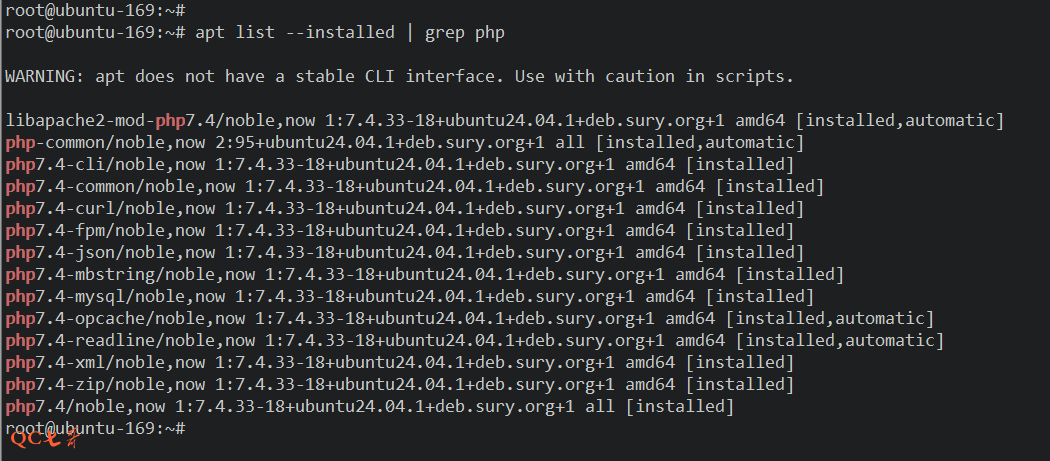 root@ubuntu-169:~#
root@ubuntu-169:~# apt list --installed | grep php
WARNING: apt does not have a stable CLI interface. Use with caution in scripts.
libapache2-mod-php7.4/noble,now 1:7.4.33-18+ubuntu24.04.1+deb.sury.org+1 amd64 [installed,automatic]
php-common/noble,now 2:95+ubuntu24.04.1+deb.sury.org+1 all [installed,automatic]
php7.4-cli/noble,now 1:7.4.33-18+ubuntu24.04.1+deb.sury.org+1 amd64 [installed]
php7.4-common/noble,now 1:7.4.33-18+ubuntu24.04.1+deb.sury.org+1 amd64 [installed]
php7.4-curl/noble,now 1:7.4.33-18+ubuntu24.04.1+deb.sury.org+1 amd64 [installed]
php7.4-fpm/noble,now 1:7.4.33-18+ubuntu24.04.1+deb.sury.org+1 amd64 [installed]
php7.4-json/noble,now 1:7.4.33-18+ubuntu24.04.1+deb.sury.org+1 amd64 [installed]
php7.4-mbstring/noble,now 1:7.4.33-18+ubuntu24.04.1+deb.sury.org+1 amd64 [installed]
php7.4-mysql/noble,now 1:7.4.33-18+ubuntu24.04.1+deb.sury.org+1 amd64 [installed]
php7.4-opcache/noble,now 1:7.4.33-18+ubuntu24.04.1+deb.sury.org+1 amd64 [installed,automatic]
php7.4-readline/noble,now 1:7.4.33-18+ubuntu24.04.1+deb.sury.org+1 amd64 [installed,automatic]
php7.4-xml/noble,now 1:7.4.33-18+ubuntu24.04.1+deb.sury.org+1 amd64 [installed]
php7.4-zip/noble,now 1:7.4.33-18+ubuntu24.04.1+deb.sury.org+1 amd64 [installed]
php7.4/noble,now 1:7.4.33-18+ubuntu24.04.1+deb.sury.org+1 all [installed]
root@ubuntu-169:~#